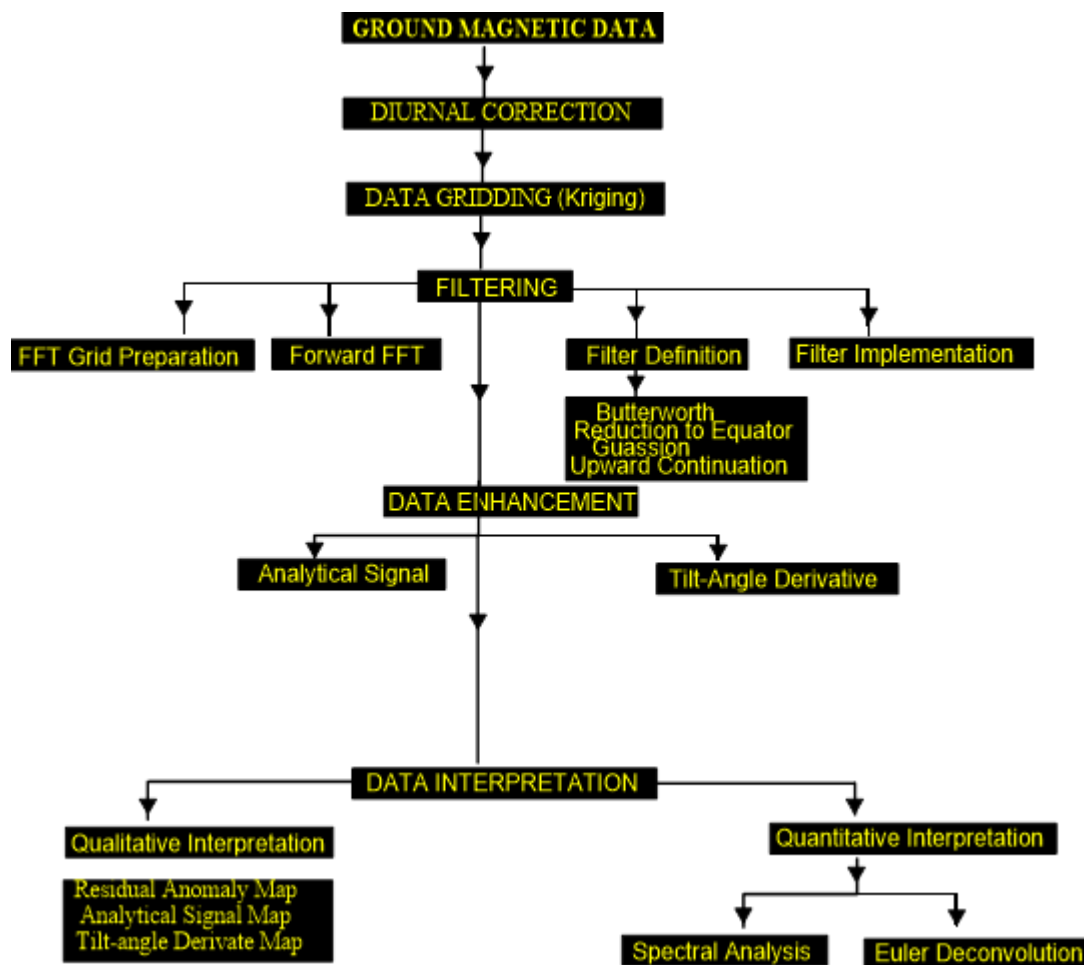 GROUND MAGNETIC DATA
DIURNAL CORRECTION
DATA GRIDDING (Kriging)
FILTERING
FFT Grid Preparation
Forward FFT
Filter Definition
Filter Implementation
Butterworth
Reduction to Equator
Guassion
Upward Continuation
DATA ENHANCEMENT
Analytical Signal
Tilt-Angle Derivative
DATA INTERPRETATION
Qualitative Interpretation
Quantitative Interpretation
Residual Anomaly Map
Analytical Signal Map
Tilt-angle Derivate Map
Spectral Analysis
Euler Deconvolution